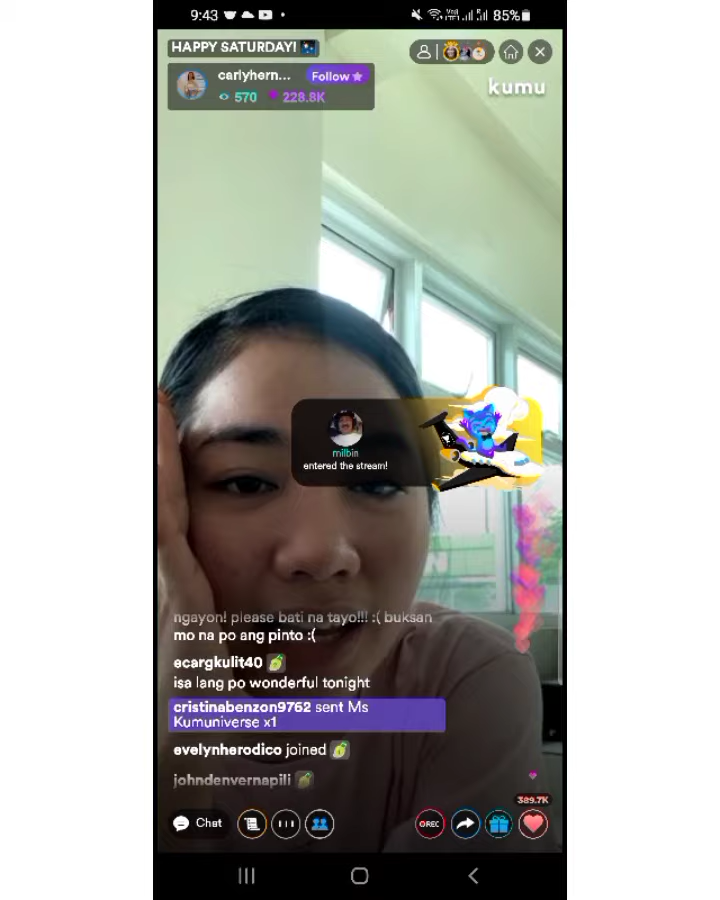 9:43
85%
HAPPY SATURDAY!
carlyhern...
Follow
570
228.8K
kumu
milbin
entered the stream!
ngayon! please bati na tayo!!! :( buksan
mo na po ang pinto :(
ecargkulit40
isa lang po wonderful tonight
cristinabenzon9762 sent Ms
Kumuniverse x1
evelynherodico joined
johndenvernapili
389.7K
Chat
REC